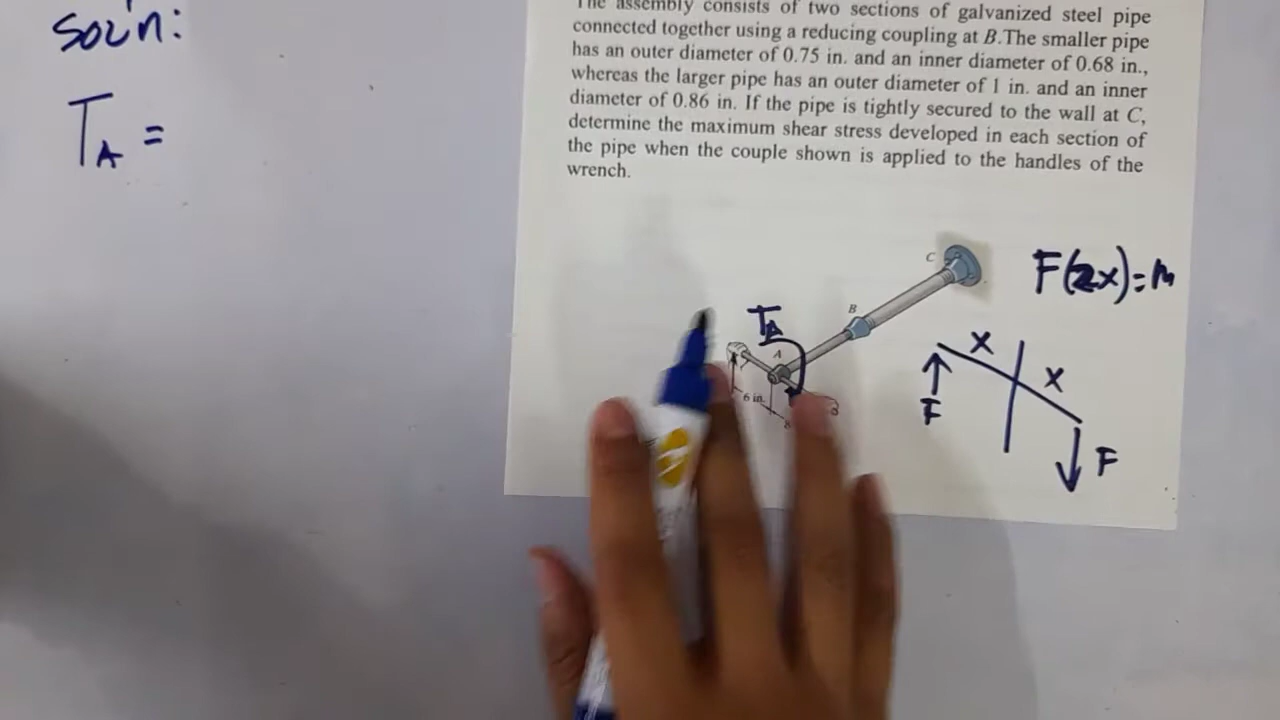 Sol'n:
TA =
The assembly consists of two sections of galvanized steel pipe
connected together using a reducing coupling at B.The smaller pipe
has an outer diameter of 0.75 in. and an inner diameter of 0.68 in.,
whereas the larger pipe has an outer diameter of 1 in. and an inner
diameter of 0.86 in. If the pipe is tightly secured to the wall at C,
determine the maximum shear stress developed in each section of
the pipe when the couple shown is applied to the handles of the
wrench.
C
F(2x)=M
B
TA
A
x
x
6 in.
F
F